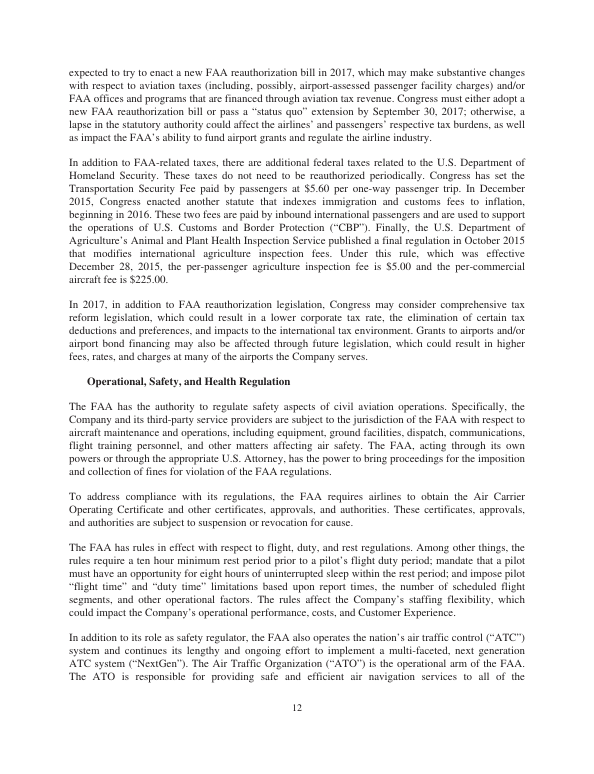 expected to try to enact a new FAA reauthorization bill in 2017, which may make substantive changes
with respect to aviation taxes (including, possibly, airport-assessed passenger facility charges) and/or
FAA offices and programs that are financed through aviation tax revenue. Congress must either adopt a
new FAA reauthorization bill or pass a “status quo” extension by September 30, 2017; otherwise, a
lapse in the statutory authority could affect the airlines’ and passengers’ respective tax burdens, as well
as impact the FAA’s ability to fund airport grants and regulate the airline industry.
In addition to FAA-related taxes, there are additional federal taxes related to the U.S. Department of
Homeland Security. These taxes do not need to be reauthorized periodically. Congress has set the
Transportation Security Fee paid by passengers at $5.60 per one-way passenger trip. In December
2015, Congress enacted another statute that indexes immigration and customs fees to inflation,
beginning in 2016. These two fees are paid by inbound international passengers and are used to support
the operations of U.S. Customs and Border Protection (“CBP”). Finally, the U.S. Department of
Agriculture’s Animal and Plant Health Inspection Service published a final regulation in October 2015
that modifies international agriculture inspection fees. Under this rule, which was effective
December 28, 2015, the per-passenger agriculture inspection fee is $5.00 and the per-commercial
aircraft fee is $225.00.
In 2017, in addition to FAA reauthorization legislation, Congress may consider comprehensive tax
reform legislation, which could result in a lower corporate tax rate, the elimination of certain tax
deductions and preferences, and impacts to the international tax environment. Grants to airports and/or
airport bond financing may also be affected through future legislation, which could result in higher
fees, rates, and charges at many of the airports the Company serves.
Operational, Safety, and Health Regulation
The FAA has the authority to regulate safety aspects of civil aviation operations. Specifically, the
Company and its third-party service providers are subject to the jurisdiction of the FAA with respect to
aircraft maintenance and operations, including equipment, ground facilities, dispatch, communications,
flight training personnel, and other matters affecting air safety. The FAA, acting through its own
powers or through the appropriate U.S. Attorney, has the power to bring proceedings for the imposition
and collection of fines for violation of the FAA regulations.
To address compliance with its regulations, the FAA requires airlines to obtain the Air Carrier
Operating Certificate and other certificates, approvals, and authorities. These certificates, approvals,
and authorities are subject to suspension or revocation for cause.
The FAA has rules in effect with respect to flight, duty, and rest regulations. Among other things, the
rules require a ten hour minimum rest period prior to a pilot’s flight duty period; mandate that a pilot
must have an opportunity for eight hours of uninterrupted sleep within the rest period; and impose pilot
“flight time” and “duty time” limitations based upon report times, the number of scheduled flight
segments, and other operational factors. The rules affect the Company’s staffing flexibility, which
could impact the Company’s operational performance, costs, and Customer Experience.
In addition to its role as safety regulator, the FAA also operates the nation’s air traffic control (“ATC”)
system and continues its lengthy and ongoing effort to implement a multi-faceted, next generation
ATC system (“NextGen”). The Air Traffic Organization (“ATO”) is the operational arm of the FAA.
The ATO is responsible for providing safe and efficient air navigation services to all of the
12